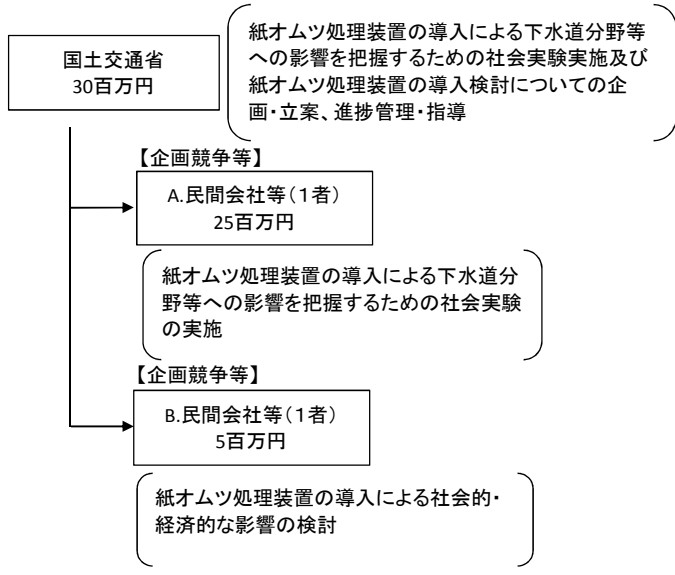 国土交通省
30百万円
紙オムツ処理装置の導入による下水道分野等
への影響を把握するための社会実験実施及び
紙オムツ処理装置の導入検討についての企
画・立案、進捗管理・指導
【企画競争等】
A.民間会社等(１者)
25百万円
紙オムツ処理装置の導入による下水道分
野等への影響を把握するための社会実験
の実施
【企画競争等】
B.民間会社等(１者)
5百万円
紙オムツ処理装置の導入による社会的・
経済的な影響の検討